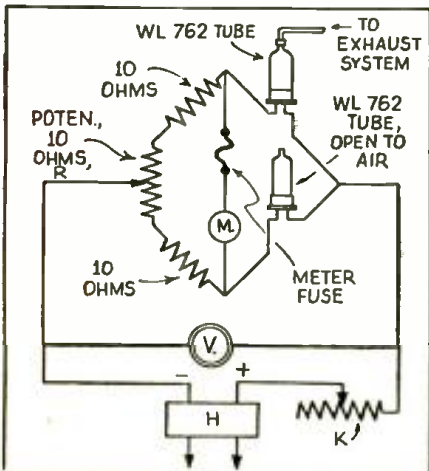 WL 762 TUBE
TO
EXHAUST
SYSTEM
10
OHMS
WL 762
TUBE,
OPEN TO
AIR
POTEN.,
10
OHMS,
R
M.
10
OHMS
METER
FUSE
V.
-
+
H
K